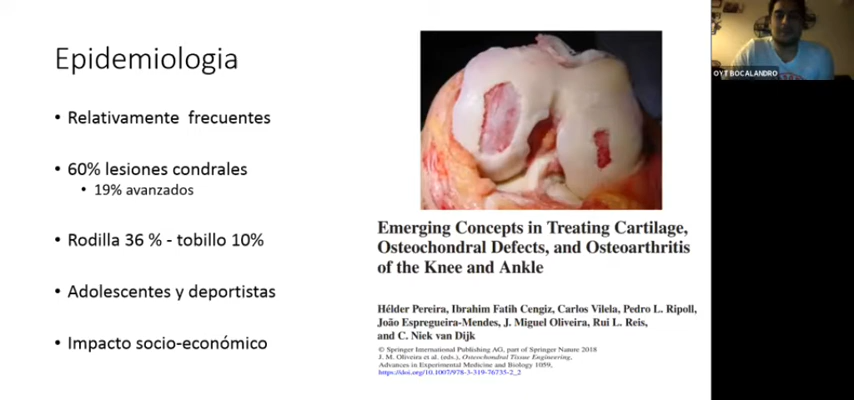 Epidemiologia
• Relativamente frecuentes
• 60% lesiones condrales
• 19% avanzados
• Rodilla 36 % - tobillo 10%
• Adolescentes y deportistas
• Impacto socio-económico
Emerging Concepts in Treating Cartilage,
Osteochondral Defects, and Osteoarthritis
of the Knee and Ankle
Hélder Pereira, Ibrahim Fatih Cengiz, Carlos Vilela, Pedro L. Ripoll,
João Espregueira-Mendes, J. Miguel Oliveira, Rui L. Reis,
and C. Niek van Dijk
© Springer International Publishing AG, part of Springer Nature 2018
J. M. Oliveira et al. (eds.), Osteochondral Tissue Engineering,
Advances in Experimental Medicine and Biology 1059,
https://doi.org/10.1007/978-3-319-76735-2_2
OYT BOCALANDRO